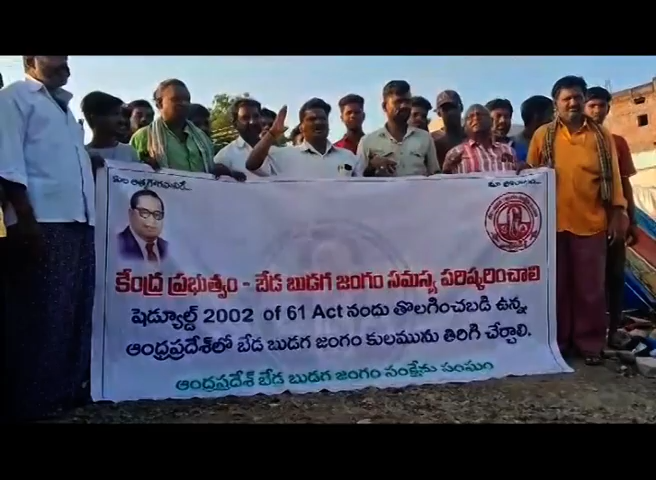 కేంద్ర ప్రభుత్వం - బేడ బుడగ జంగం సమస్య పరిష్కరించాలి
షెడ్యూల్డ్ 2002 of 61 Act నందు తొలగించబడి ఉన్న
ఆంధ్రప్రదేశ్‌లో బేడ బుడగ జంగం కులమును తిరిగి చేర్చాలి.
ఆంధ్రప్రదేశ్ బేడ బుడగ జంగం సంక్షేమ సంఘం